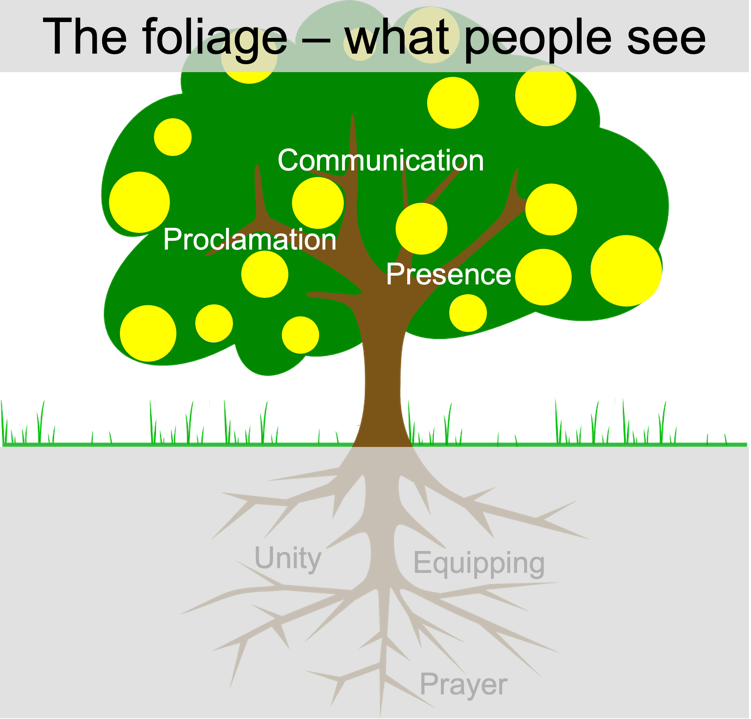 The foliage – what people see
Communication
Proclamation
Presence
Unity
Equipping
Prayer